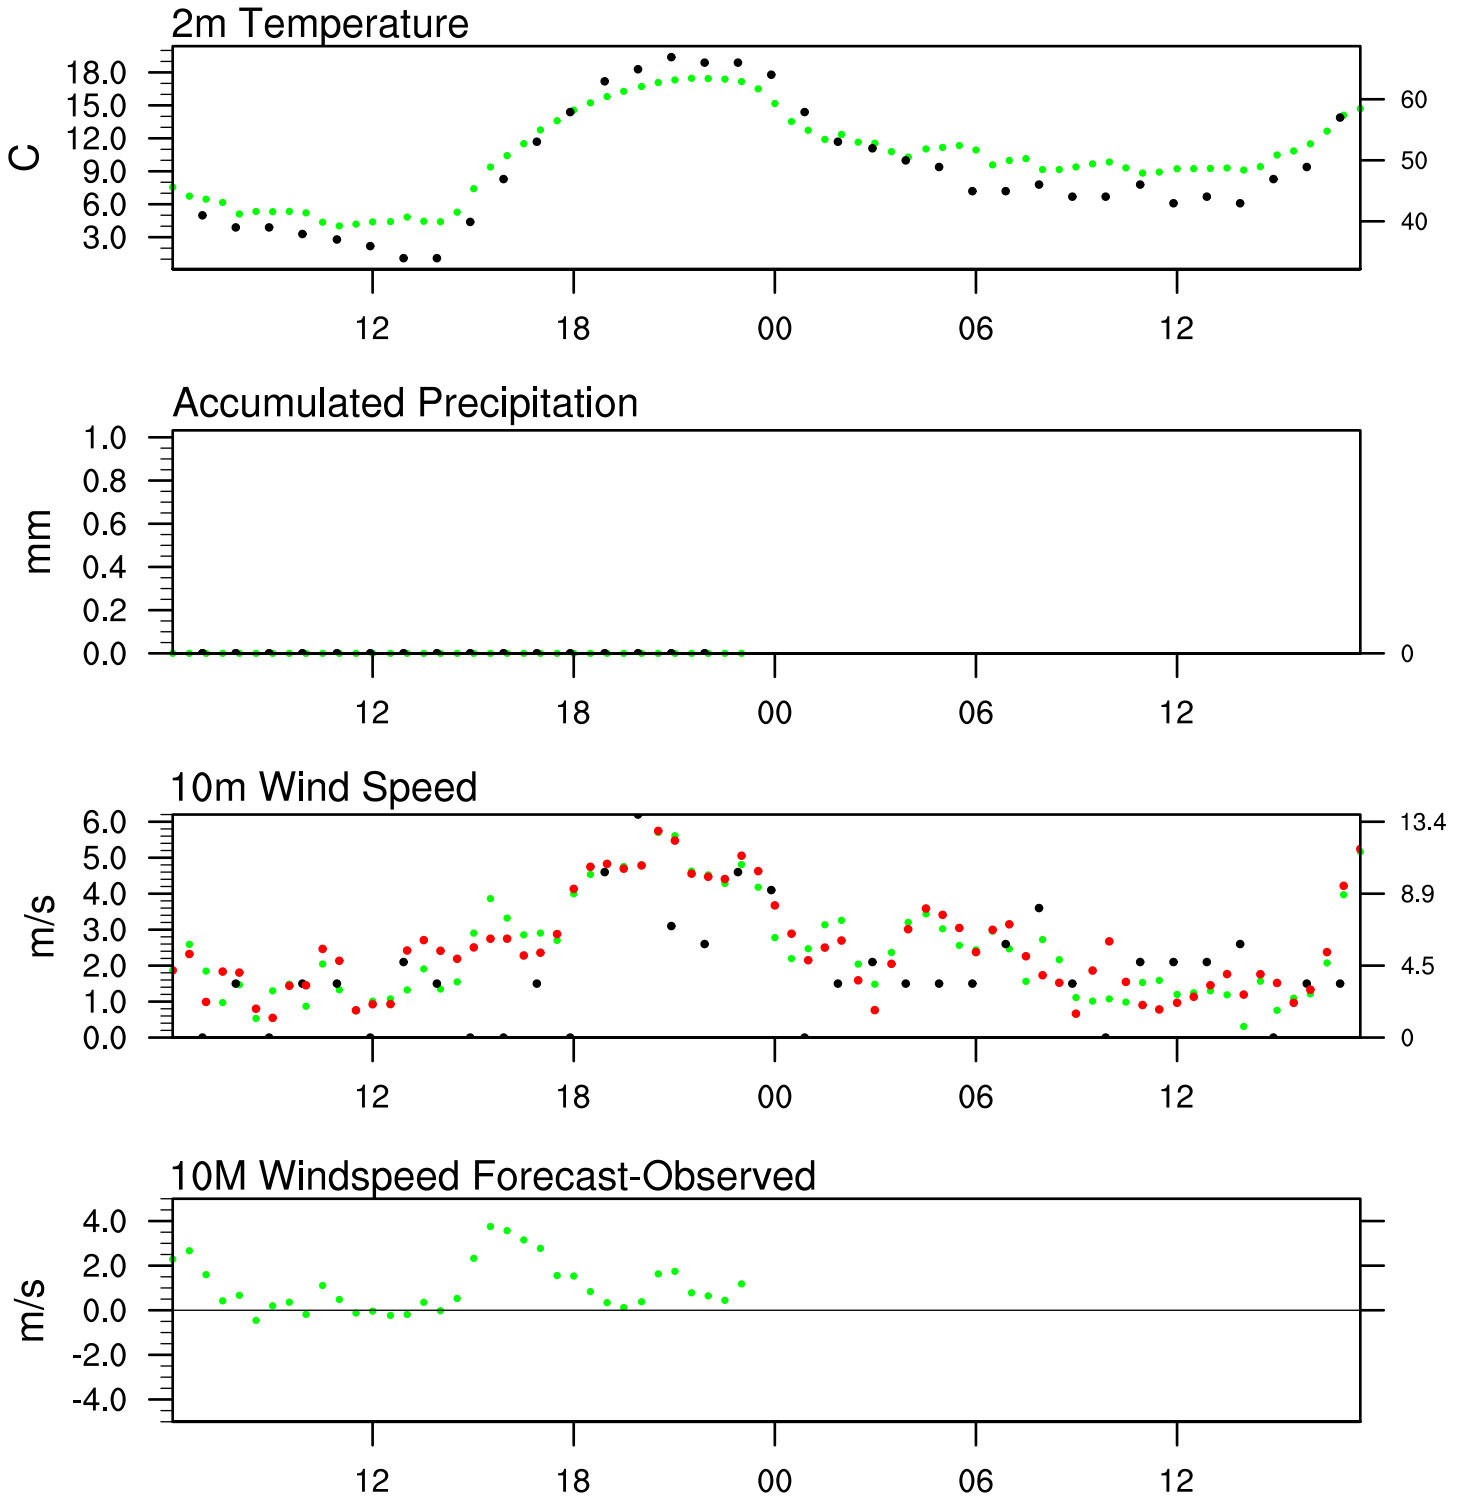 2m Temperature
18.0
15.0
12.0
9.0
6.0
3.0
C
60
50
40
12 18 00 06 12
Accumulated Precipitation
1.0
0.8
0.6
0.4
0.2
0.0
mm
0
12 18 00 06 12
10m Wind Speed
6.0
5.0
4.0
3.0
2.0
1.0
0.0
m/s
13.4
8.9
4.5
0
12 18 00 06 12
10M Windspeed Forecast-Observed
4.0
2.0
0.0
-2.0
-4.0
m/s
12 18 00 06 12